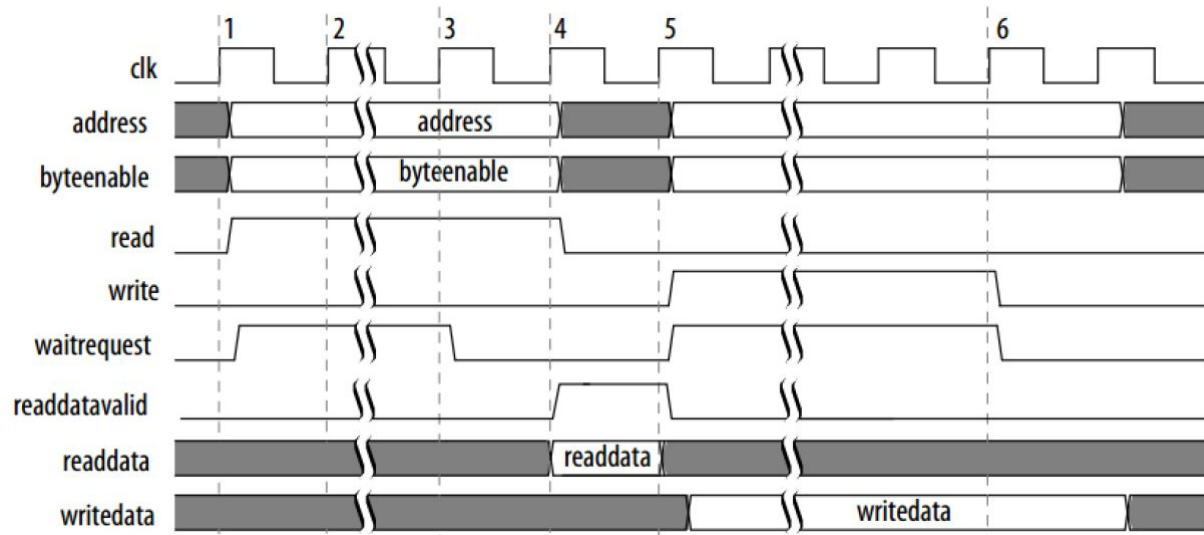 1 2 3 4 5 6
clk
address address
byteenable byteenable
read
write
waitrequest
readdatavalid
readdata readdata
writedata writedata